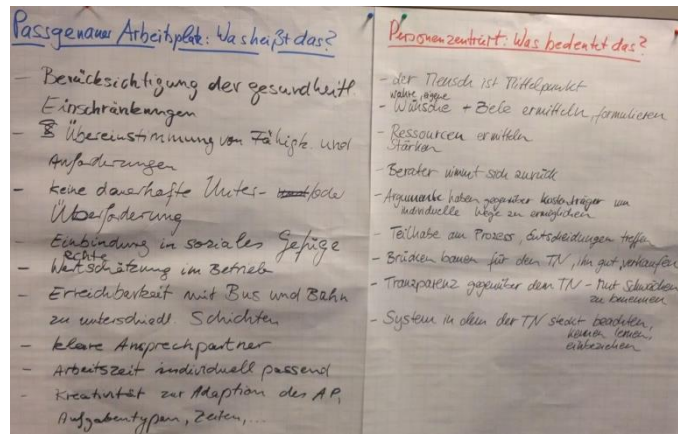 Passgenauer Arbeitsplatz: Was heißt das?
- Berücksichtigung der gesundheitl.
Einschränkungen
- Übereinstimmung von Fähigk. und
Anforderungen
- keine dauerhafte Unter- /oder
Überforderung
- Einbindung in soziales Gefüge
echte
- Wertschätzung im Betrieb
- Erreichbarkeit mit Bus und Bahn
zu unterschiedl. Schichten
- klare Ansprechpartner
- Arbeitszeit individuell passend
- Kreativität zur Adaption des AP,
Aufgabentypen, Zeiten,...
Personenzentriert: Was bedeutet das?
- der Mensch ist Mittelpunkt
wahre, eigene
- Wünsche + Ziele ermitteln, formulieren
- Ressourcen ermitteln
Stärken
- Berater nimmt sich zurück
- Argumente haben gegenüber Kostenträger um
individuelle Wege zu ermöglichen
- Teilhabe am Prozess, Entscheidungen treffen
- Brücken bauen für den TN, ihn gut "verkaufen"
- Transparenz gegenüber dem TN - Mut Schwächen
zu benennen
- System in dem der TN steckt beachten,
kennen lernen,
einbeziehen